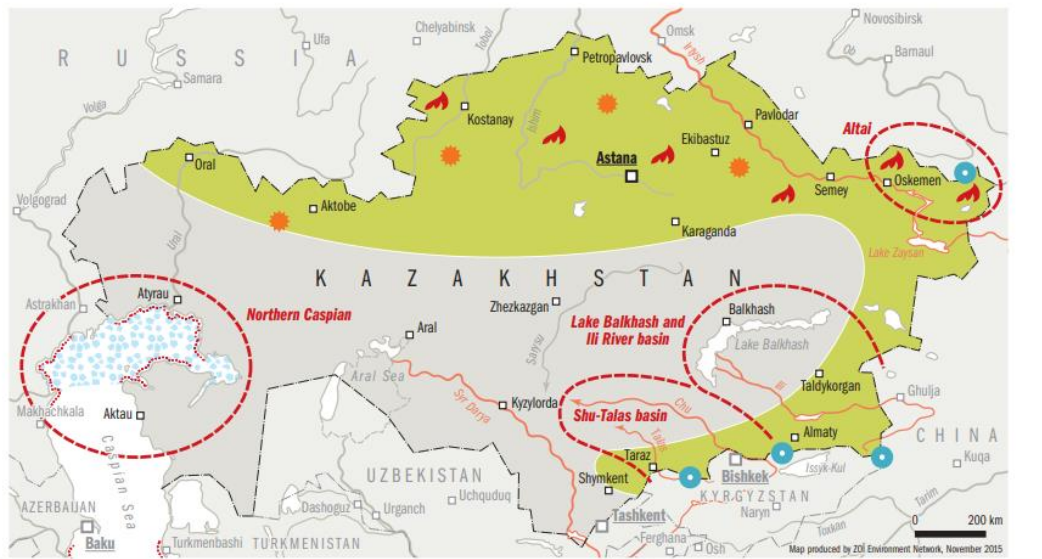 Novosibirsk
Omsk
Chelyabinsk
Ufa
Tobol
Petropavlovsk
Irtysh
Ob
Barnaul
R U S S I A
Samara
Volga
Kostanay
Ishim
Pavlodar
Altai
Ekibastuz
Oral
Astana
Semey
Oskemen
Volgograd
Aktobe
Karaganda
Ural
Lake Zaysan
K A Z A K H S T A N
Astrakhan
Atyrau
Northern Caspian
Zhezkazgan
Balkhash
Lake Balkhash and
Ili River basin
Aral
Sarysu
Lake Balkhash
Aral Sea
Taldykorgan
Ili
Ghulja
Makhachkala
Aktau
Syr Darya
Kyzylorda
Shu-Talas basin
Chu
Talas
Almaty
CHINA
Caspian Sea
Taraz
Bishkek
Issyk-Kul
Kuqa
UZBEKISTAN
Shymkent
Uchquduq
KYRGYZSTAN
Tarim
AZERBAIJAN
Dashoguz
Urganch
Tashkent
Naryn
0 200 km
Baku
Turkmenbashi
TURKMENISTAN
Ferghana
Osh
Toxkan
Map produced by ZOÏ Environment Network, November 2015